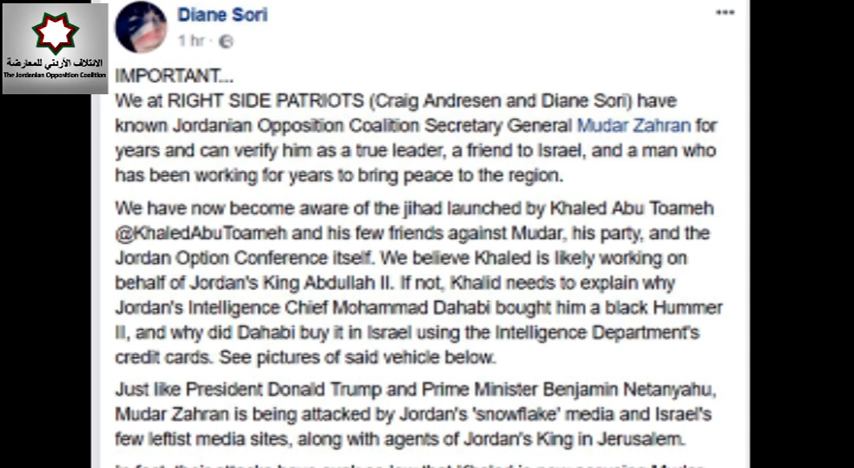 الائتلاف الأردني للمعارضة
The Jordanian Opposition Coalition
Diane Sori
1 hr ·
IMPORTANT...
We at RIGHT SIDE PATRIOTS (Craig Andresen and Diane Sori) have
known Jordanian Opposition Coalition Secretary General Mudar Zahran for
years and can verify him as a true leader, a friend to Israel, and a man who
has been working for years to bring peace to the region.
We have now become aware of the jihad launched by Khaled Abu Toameh
@KhaledAbuToameh and his few friends against Mudar, his party, and the
Jordan Option Conference itself. We believe Khaled is likely working on
behalf of Jordan's King Abdullah II. If not, Khalid needs to explain why
Jordan's Intelligence Chief Mohammad Dahabi bought him a black Hummer
II, and why did Dahabi buy it in Israel using the Intelligence Department's
credit cards. See pictures of said vehicle below.
Just like President Donald Trump and Prime Minister Benjamin Netanyahu,
Mudar Zahran is being attacked by Jordan's 'snowflake' media and Israel's
few leftist media sites, along with agents of Jordan's King in Jerusalem.